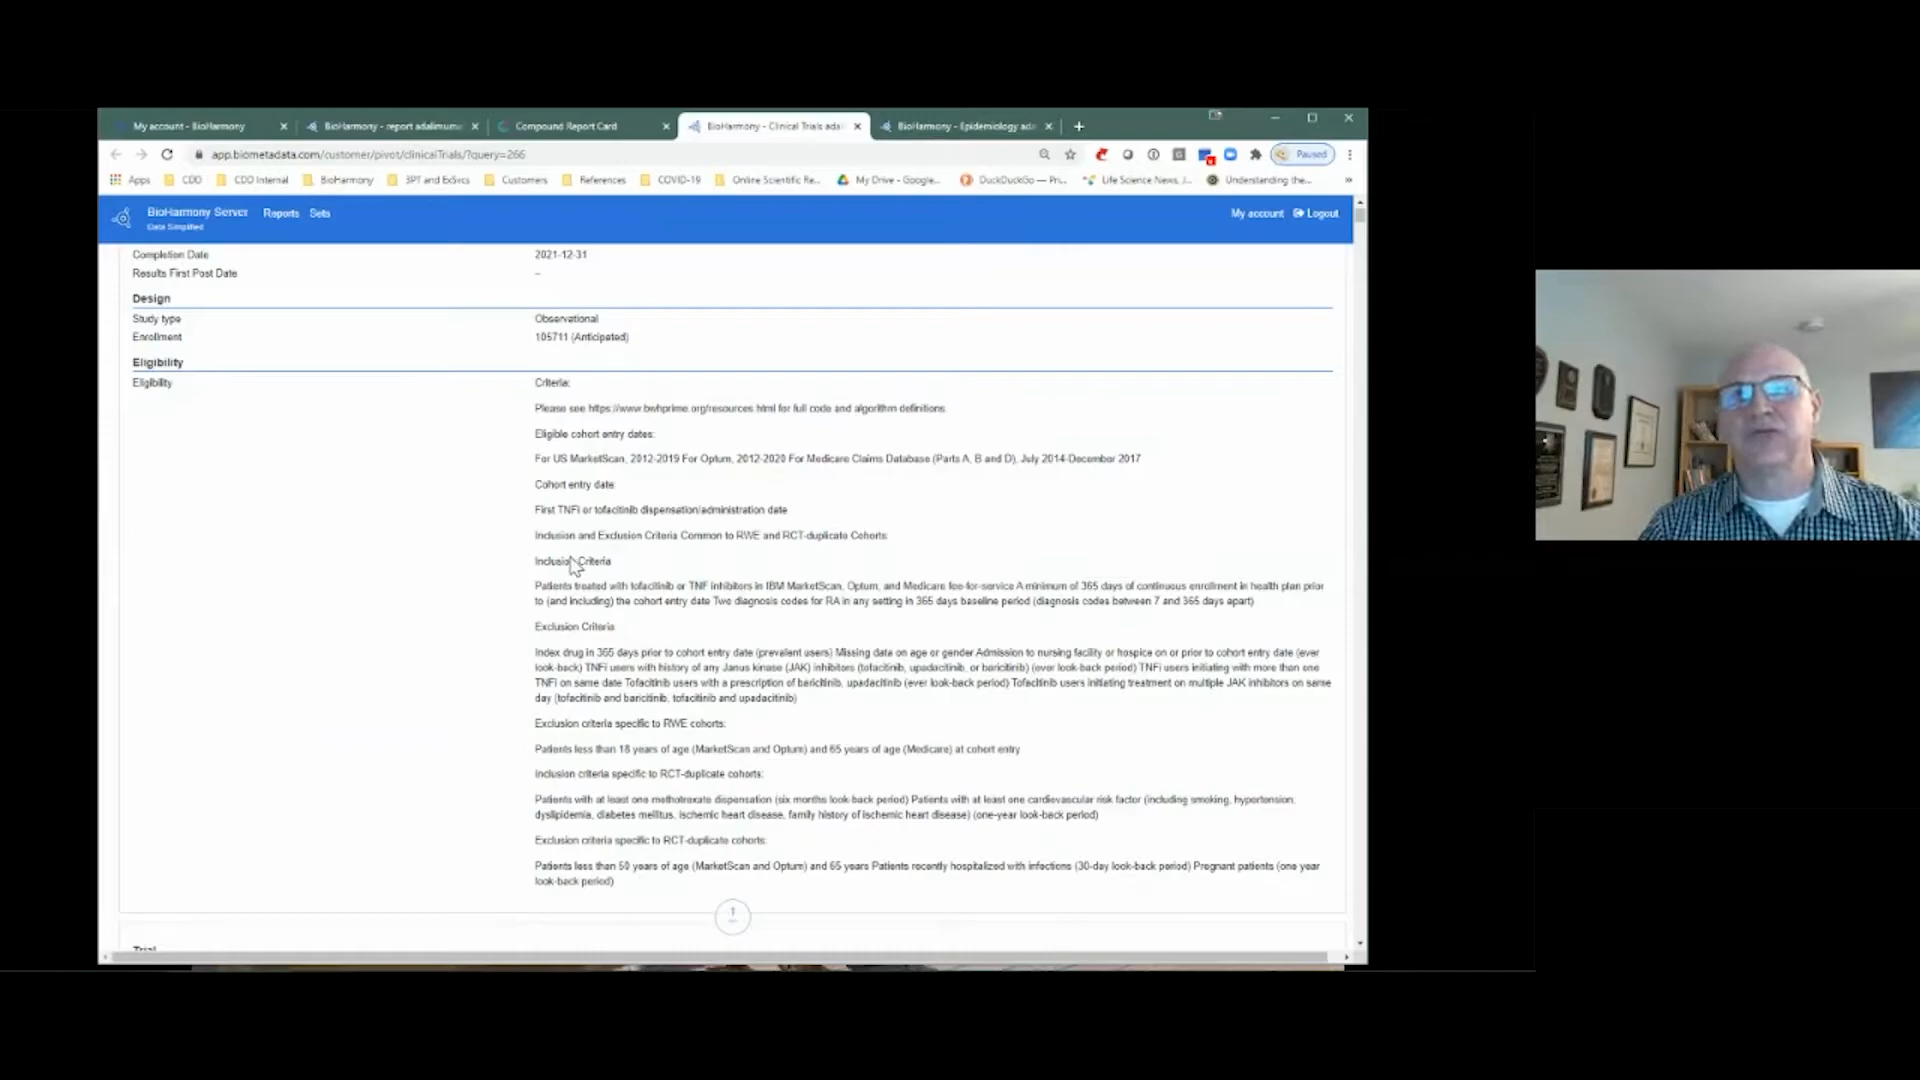 My account - BioHarmony
BioHarmony - report adalimuma
Compound Report Card
BioHarmony - Clinical Trials adal
BioHarmony - Epidemiology ada
app.biometadata.com/customer/pivot/clinicalTrials/?query=266
Paused
Apps
CDD
CDD Internal
BioHarmony
3PT and ExSvcs
Customers
References
COVID-19
Online Scientific Re...
My Drive - Google...
DuckDuckGo — Pri...
Life Science News, J...
Understanding the...
»
BioHarmony Server
Data Simplified
Reports
Sets
My account
Logout
Completion Date
2021-12-31
Results First Post Date
–
Design
Study type
Observational
Enrollment
105711 (Anticipated)
Eligibility
Eligibility
Criteria:
Please see https://www.bwhprime.org/resources.html for full code and algorithm definitions.
Eligible cohort entry dates:
For US MarketScan, 2012-2019 For Optum, 2012-2020 For Medicare Claims Database (Parts A, B and D), July 2014-December 2017
Cohort entry date
First TNFi or tofacitinib dispensation/administration date
Inclusion and Exclusion Criteria Common to RWE and RCT-duplicate Cohorts
Inclusion Criteria
Patients treated with tofacitinib or TNF inhibitors in IBM MarketScan, Optum, and Medicare fee-for-service A minimum of 365 days of continuous enrollment in health plan prior
to (and including) the cohort entry date Two diagnosis codes for RA in any setting in 365 days baseline period (diagnosis codes between 7 and 365 days apart)
Exclusion Criteria
Index drug in 365 days prior to cohort entry date (prevalent users) Missing data on age or gender Admission to nursing facility or hospice on or prior to cohort entry date (ever
look-back) TNFi users with history of any Janus kinase (JAK) inhibitors (tofacitinib, upadacitinib, or baricitinib) (ever look-back period) TNFi users initiating with more than one
TNFi on same date Tofacitinib users with a prescription of baricitinib, upadacitinib (ever look-back period) Tofacitinib users initiating treatment on multiple JAK inhibitors on same
day (tofacitinib and baricitinib, tofacitinib and upadacitinib)
Exclusion criteria specific to RWE cohorts:
Patients less than 18 years of age (MarketScan and Optum) and 65 years of age (Medicare) at cohort entry
Inclusion criteria specific to RCT-duplicate cohorts:
Patients with at least one methotrexate dispensation (six months look-back period) Patients with at least one cardiovascular risk factor (including smoking, hypertension,
dyslipidemia, diabetes mellitus, ischemic heart disease, family history of ischemic heart disease) (one-year look-back period)
Exclusion criteria specific to RCT-duplicate cohorts:
Patients less than 50 years of age (MarketScan and Optum) and 65 years Patients recently hospitalized with infections (30-day look-back period) Pregnant patients (one year
look-back period)
Trial